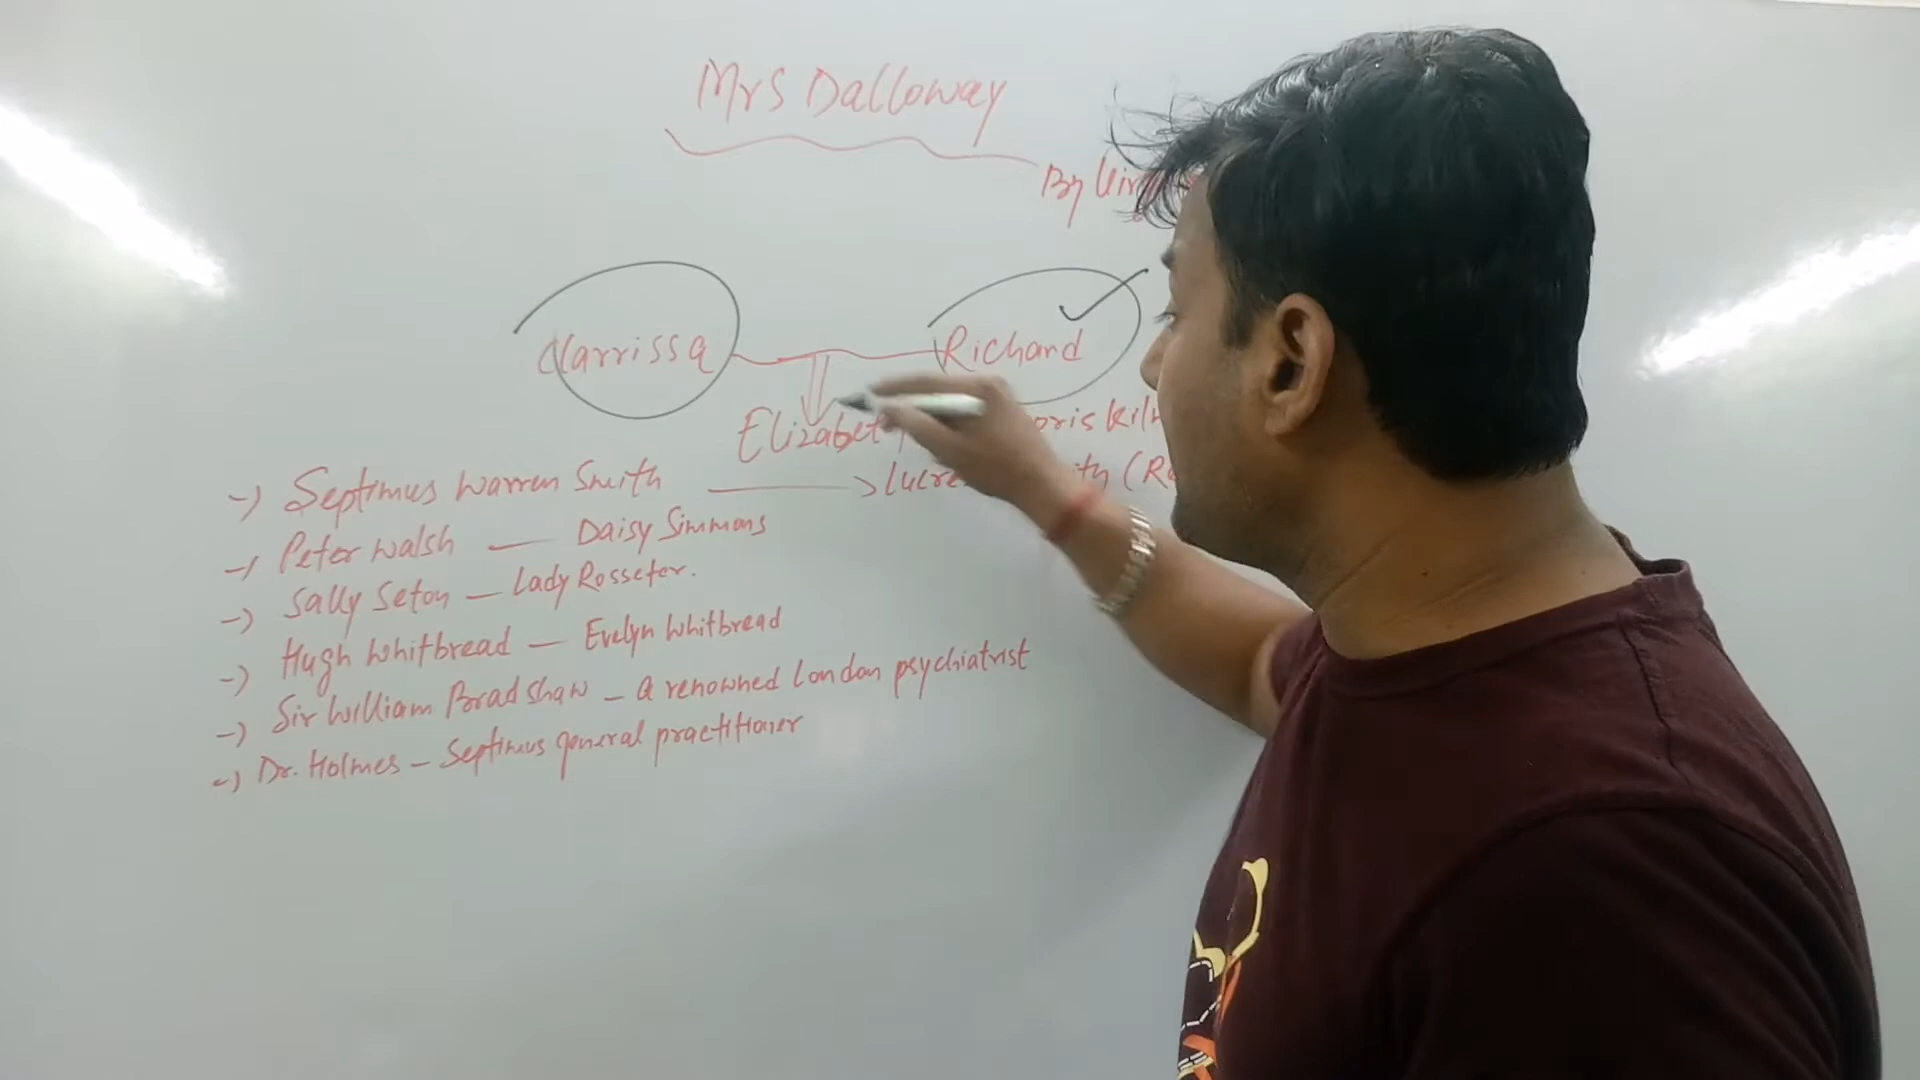 Mrs Dalloway
By
Clarrissa Richard
Elizabet
-) Septimus Warren Smith →
-) Peter Walsh — Daisy Simmons
-) Sally Seton — Lady Rosseter.
-) Hugh Whitbread — Evelyn Whitbread
-) Sir William Bradshaw — a renowned London psychiatrist
-) Dr. Holmes — Septimus general practitioner